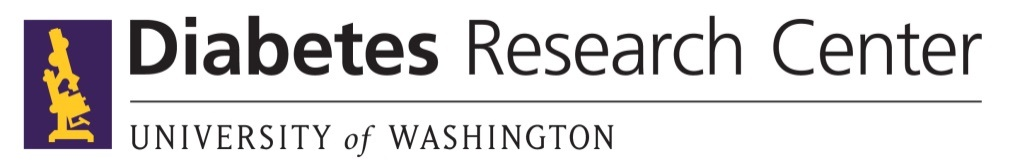 Diabetes Research Center
UNIVERSITY of WASHINGTON